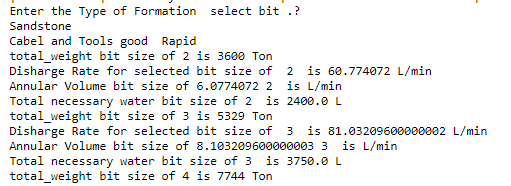 Enter the Type of Formation  select bit .?
Sandstone
Cabel and Tools good  Rapid
total_weight bit size of 2 is 3600 Ton
Disharge Rate for selected bit size of  2  is 60.774072 L/min
Annular Volume bit size of 6.0774072 2  is L/min
Total necessary water bit size of 2  is 2400.0 L
total_weight bit size of 3 is 5329 Ton
Disharge Rate for selected bit size of  3  is 81.03209600000002 L/min
Annular Volume bit size of 8.103209600000003 3  is L/min
Total necessary water bit size of 3  is 3750.0 L
total_weight bit size of 4 is 7744 Ton